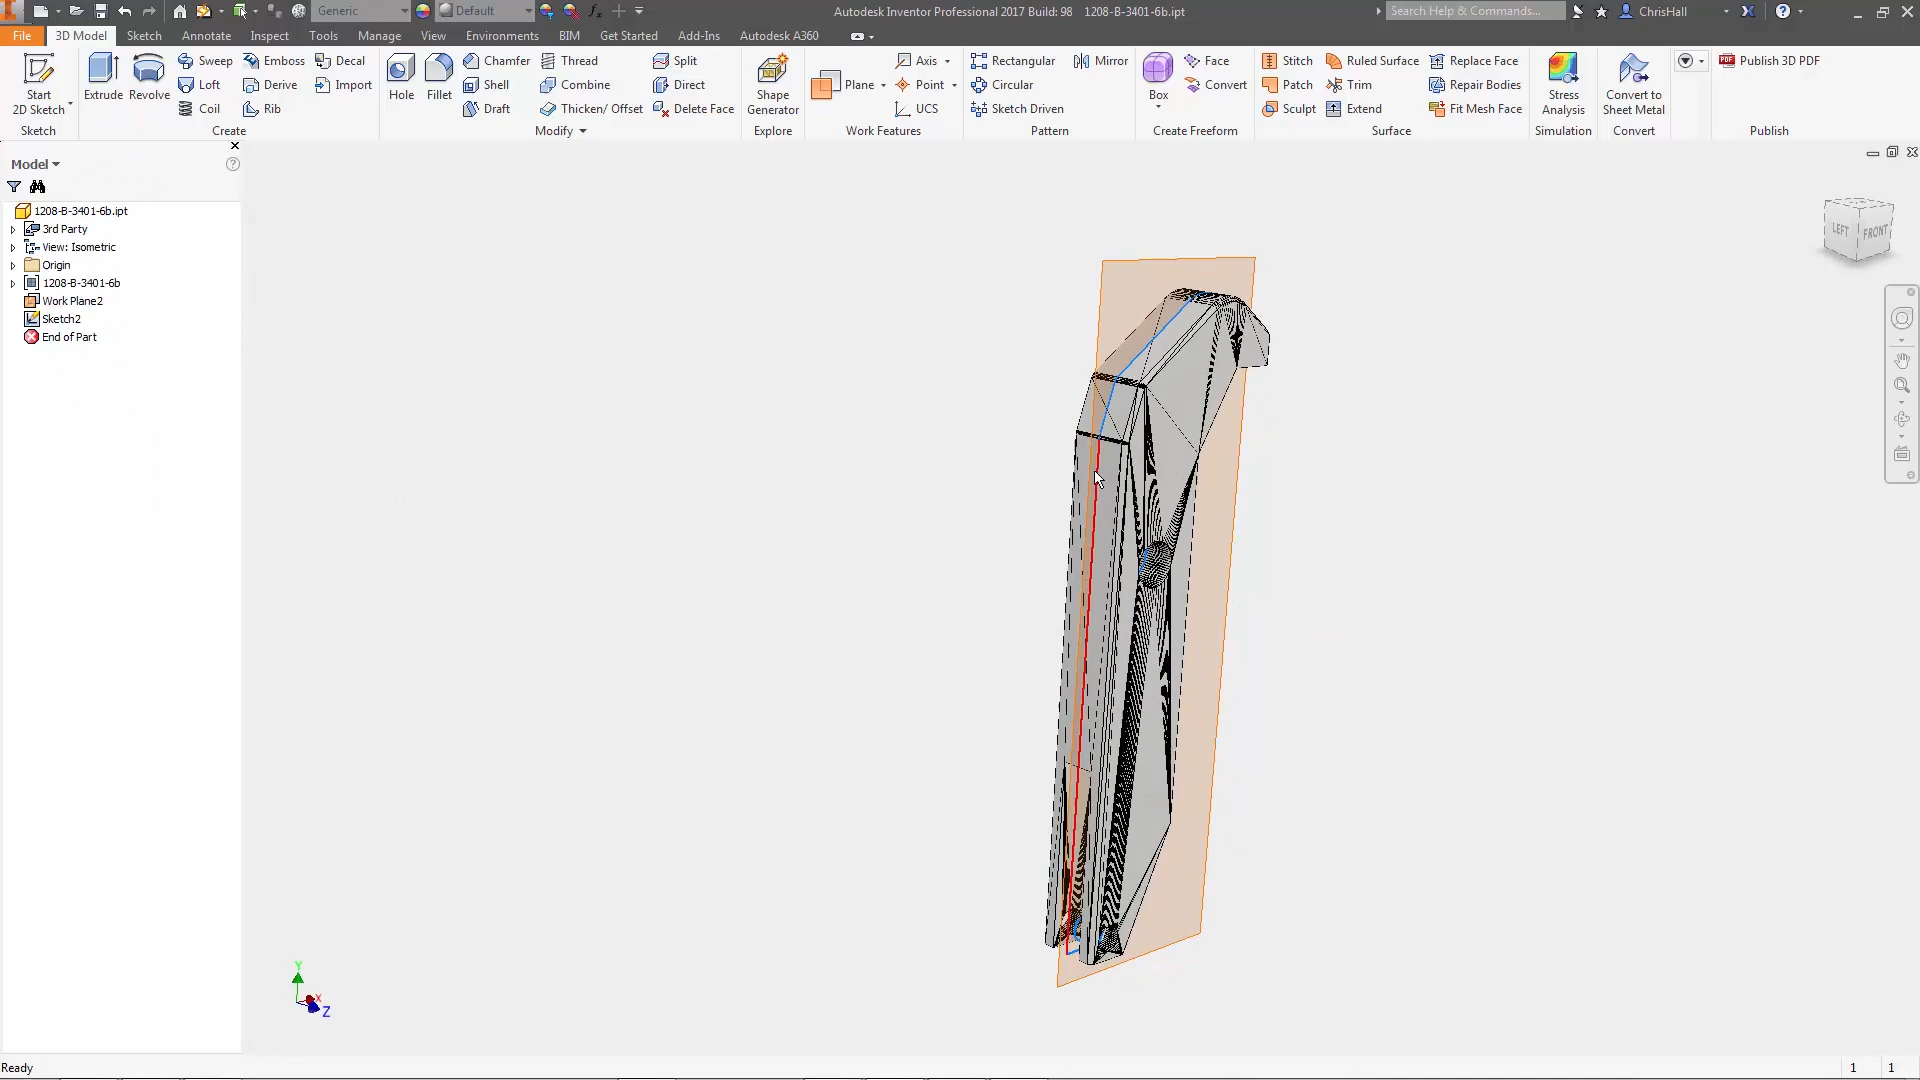 Generic
Default
Autodesk Inventor Professional 2017 Build: 98 1208-B-3401-6b.ipt
Search Help & Commands...
ChrisHall
File
3D Model
Sketch
Annotate
Inspect
Tools
Manage
View
Environments
BIM
Get Started
Add-Ins
Autodesk A360
Start
2D Sketch
Sketch
Extrude
Revolve
Sweep
Loft
Coil
Emboss
Derive
Rib
Decal
Import
Create
Hole
Fillet
Chamfer
Shell
Draft
Thread
Combine
Thicken/ Offset
Split
Direct
Delete Face
Modify
Shape
Generator
Explore
Plane
Axis
Point
UCS
Work Features
Rectangular
Circular
Sketch Driven
Mirror
Pattern
Box
Face
Convert
Create Freeform
Stitch
Patch
Sculpt
Ruled Surface
Trim
Extend
Replace Face
Repair Bodies
Fit Mesh Face
Surface
Stress
Analysis
Simulation
Convert to
Sheet Metal
Convert
PDF
Publish 3D PDF
Publish
Model
1208-B-3401-6b.ipt
3rd Party
View: Isometric
Origin
1208-B-3401-6b
Work Plane2
Sketch2
End of Part
LEFT
FRONT
Y
X
Z
Ready
1
1